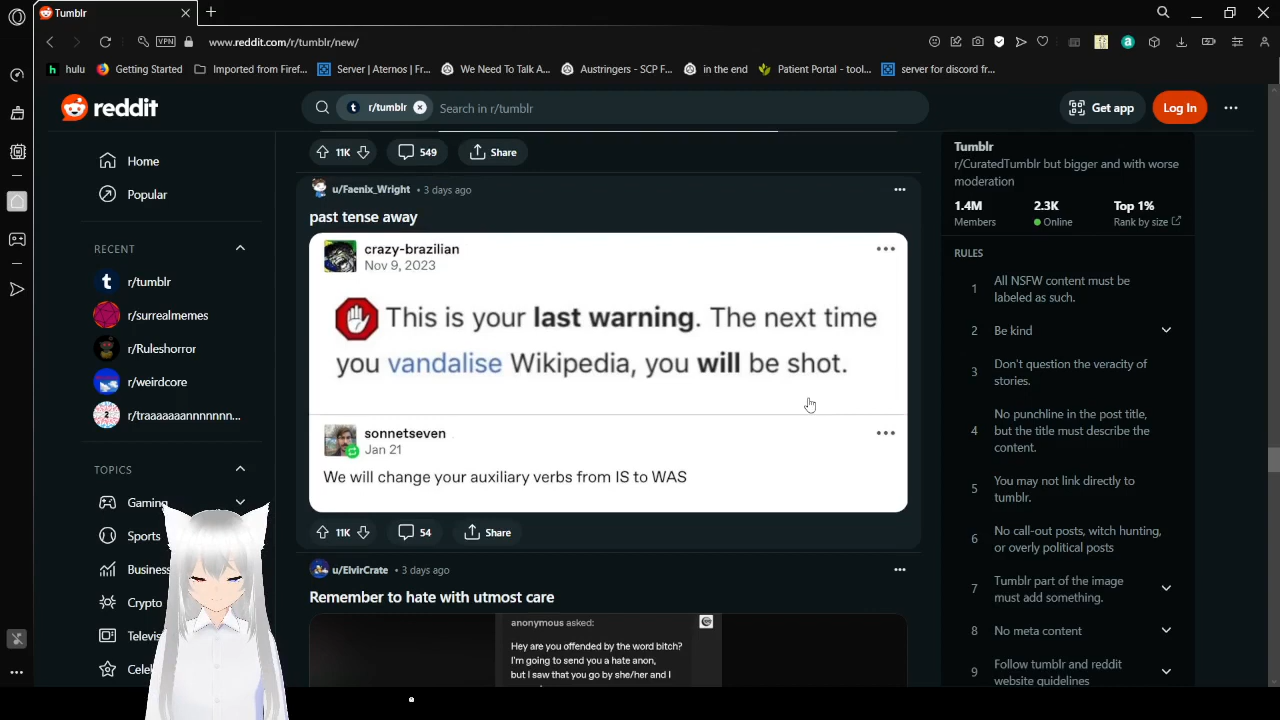 Tumblr
VPN
www.reddit.com/r/tumblr/new/
hulu
Getting Started
Imported from Firef...
Server | Aternos | Fr...
We Need To Talk A...
Austringers - SCP F...
in the end
Patient Portal - tool...
server for discord fr...
reddit
r/tumblr
Search in r/tumblr
Get app
Log In
Home
Popular
RECENT
r/tumblr
r/surrealmemes
r/Ruleshorror
r/weirdcore
r/traaaaaaannnnnnn...
TOPICS
Gaming
Sports
Business
Crypto
Televis
Celeb
11K
549
Share
u/Faenix_Wright • 3 days ago
past tense away
crazy-brazilian
Nov 9, 2023
This is your last warning. The next time
you vandalise Wikipedia, you will be shot.
sonnetseven
Jan 21
We will change your auxiliary verbs from IS to WAS
11K
54
Share
u/ElvirCrate • 3 days ago
Remember to hate with utmost care
anonymous asked:
Hey are you offended by the word bitch?
I'm going to send you a hate anon,
but I saw that you go by she/her and I
Tumblr
r/CuratedTumblr but bigger and with worse
moderation
1.4M
2.3K
Top 1%
Members
Online
Rank by size
RULES
1 All NSFW content must be
labeled as such.
2 Be kind
3 Don't question the veracity of
stories.
4 No punchline in the post title,
but the title must describe the
content.
5 You may not link directly to
tumblr.
6 No call-out posts, witch hunting,
or overly political posts
7 Tumblr part of the image
must add something.
8 No meta content
9 Follow tumblr and reddit
website guidelines